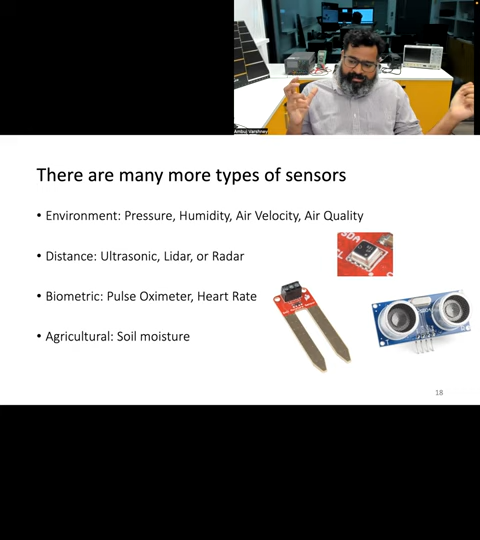 Ambuj Varshney
There are many more types of sensors
• Environment: Pressure, Humidity, Air Velocity, Air Quality
• Distance: Ultrasonic, Lidar, or Radar
• Biometric: Pulse Oximeter, Heart Rate
• Agricultural: Soil moisture
18